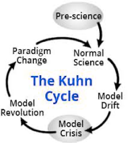 Pre-science
Normal
Science
Model
Drift
Model
Crisis
Model
Revolution
Paradigm
Change
The Kuhn
Cycle